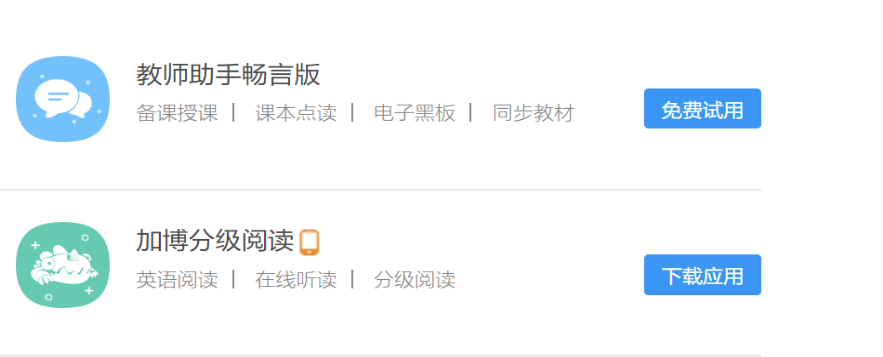 教师助手畅言版
备课授课 | 课本点读 | 电子黑板 | 同步教材
免费试用
加博分级阅读
英语阅读 | 在线听读 | 分级阅读
下载应用